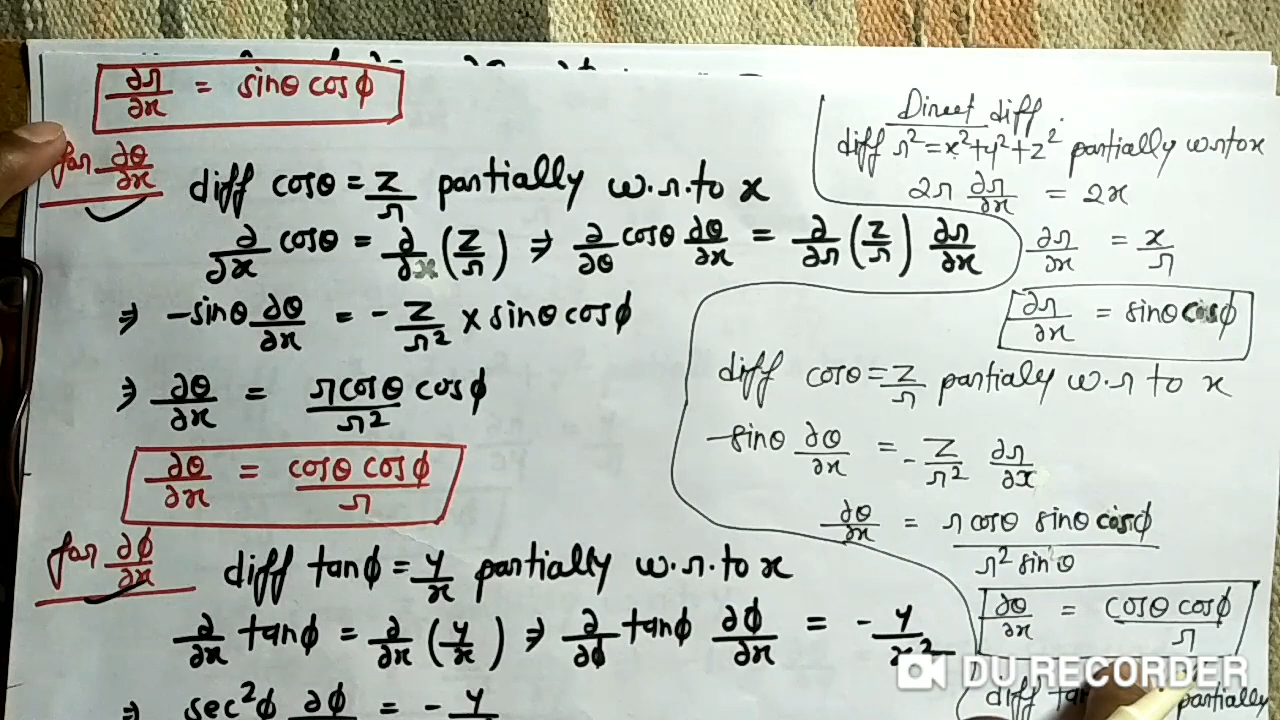 ∂r/∂x = sinθ cosϕ
for ∂θ/∂x
diff cosθ = z/r partially w.r.to x
∂/∂x cosθ = ∂/∂x (z/r) ⇒ ∂/∂θ cosθ ∂θ/∂x = ∂/∂r (z/r) ∂r/∂x
⇒ -sinθ ∂θ/∂x = - z/r² × sinθ cosϕ
⇒ ∂θ/∂x = r cosθ/r² cosϕ
∂θ/∂x = cosθ cosϕ/r
for ∂ϕ/∂x
diff tanϕ = y/x partially w.r.to x
∂/∂x tanϕ = ∂/∂x (y/x) ⇒ ∂/∂ϕ tanϕ ∂ϕ/∂x = - y/x²
⇒ sec²ϕ ∂ϕ = - y
Direct diff.
diff r² = x²+y²+z² partially wrto x
2r ∂r/∂x = 2x
∂r/∂x = x/r
∂r/∂x = sinθ cosϕ
diff cosθ = z/r partialy w.r to x
-sinθ ∂θ/∂x = - z/r² ∂r/∂x
∂θ/∂x = r cosθ sinθ cosϕ/r² sinθ
∂θ/∂x = cosθ cosϕ/r
diff partially
DU RECORDER